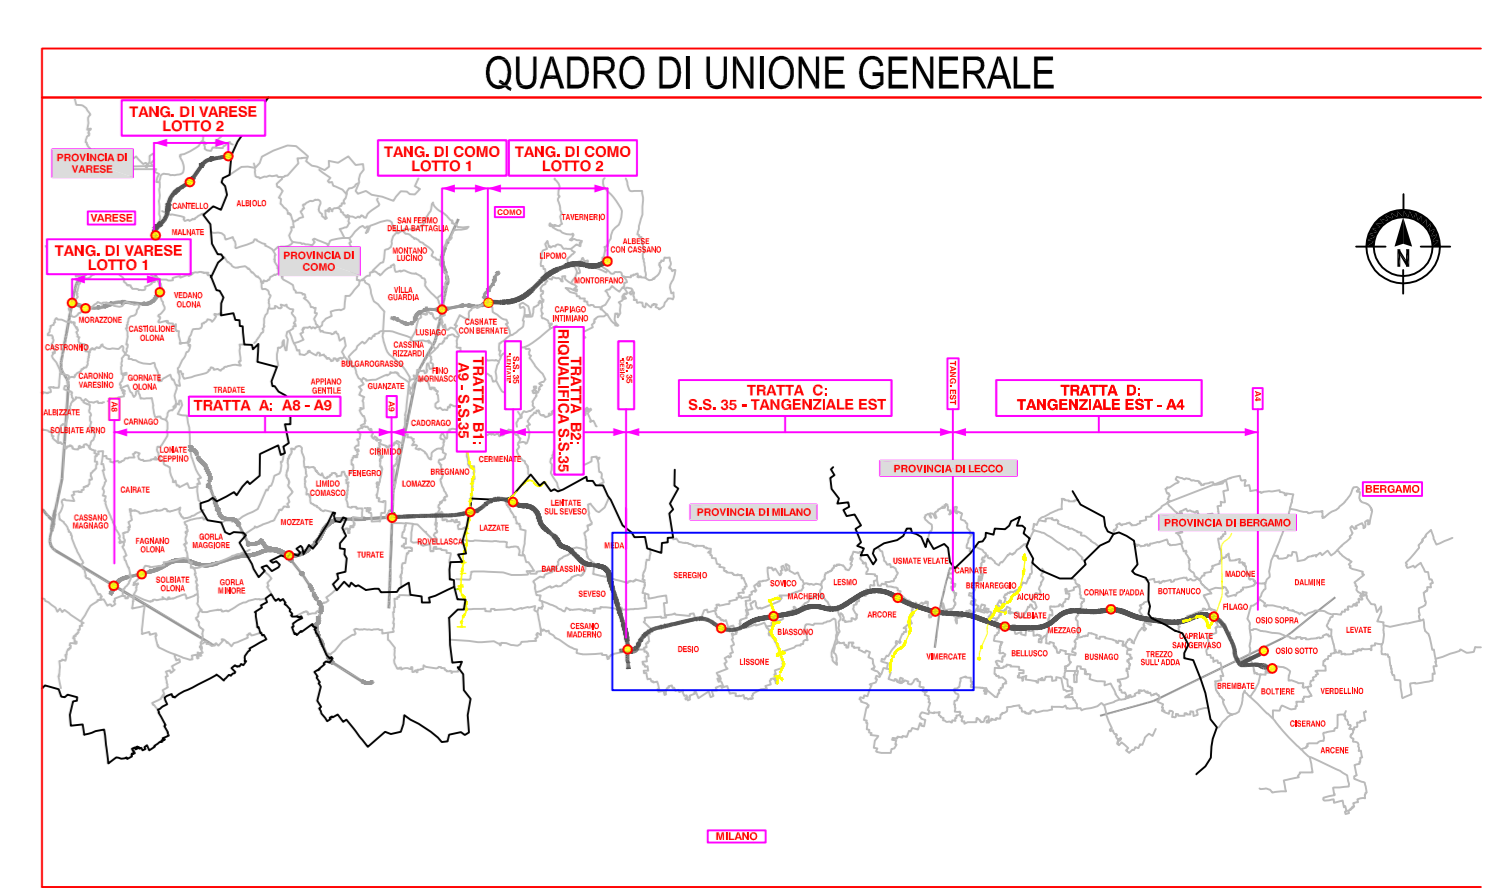 QUADRO DI UNIONE GENERALE
TANG. DI VARESE
LOTTO 2
PROVINCIA DI
VARESE
CANTELLO
ALBIOLO
VARESE
MALNATE
TANG. DI VARESE
LOTTO 1
TANG. DI COMO
LOTTO 1
TANG. DI COMO
LOTTO 2
COMO
SAN FERMO
DELLA BATTAGLIA
TAVERNERIO
ALBESE
CON CASSANO
MONTANO
LUCINO
LIPOMO
MONTORFANO
PROVINCIA DI
COMO
VILLA
GUARDIA
N
VEDANO
OLONA
MORAZZONE
CASTIGLIONE
OLONA
CASTRONNO
LUSIAGO
CASNATE
CON BERNATE
CAPIAGO
INTIMIANO
CASSINA
RIZZARDI
BULGAROGRASSO
FINO
MORNASCO
CARONNO
VARESINO
GORNATE
OLONA
TRADATE
APPIANO
GENTILE
GUANZATE
TRATTA B1:
A9 - S.S.35
S.S. 35
TRATTA B2:
RIQUALIFICA S.S.35
S.S. 35
TRATTA C:
S.S. 35 - TANGENZIALE EST
TANG. EST
TRATTA D:
TANGENZIALE EST - A4
A4
ALBIZZATE
A8
TRATTA A: A8 - A9
A9
CARNAGO
SOLBIATE ARNO
CADORAGO
LONATE
CEPPINO
CIRIMIDO
CERMENATE
FENEGRO
BREGNANO
LIMIDO
COMASCO
LOMAZZO
PROVINCIA DI LECCO
CAIRATE
BERGAMO
LENTATE
SUL SEVESO
PROVINCIA DI MILANO
PROVINCIA DI BERGAMO
CASSANO
MAGNAGO
MOZZATE
LAZZATE
GORLA
MAGGIORE
FAGNANO
OLONA
ROVELLASCA
MEDA
TURATE
BARLASSINA
SEREGNO
SOVICO
LESMO
USMATE VELATE
CARNATE
BERNAREGGIO
MADONE
DALMINE
SOLBIATE
OLONA
GORLA
MINORE
SEVESO
MACHERIO
AICURZIO
CORNATE D'ADDA
BOTTANUCO
ARCORE
SULBIATE
FILAGO
OSIO SOPRA
CESANO
MADERNO
BIASSONO
MEZZAGO
LEVATE
CAPRIATE
SAN GERVASO
DESIO
LISSONE
VIMERCATE
BELLUSCO
BUSNAGO
TREZZO
SULL' ADDA
OSIO SOTTO
BREMBATE
BOLTIERE
VERDELLINO
CISERANO
ARCENE
MILANO